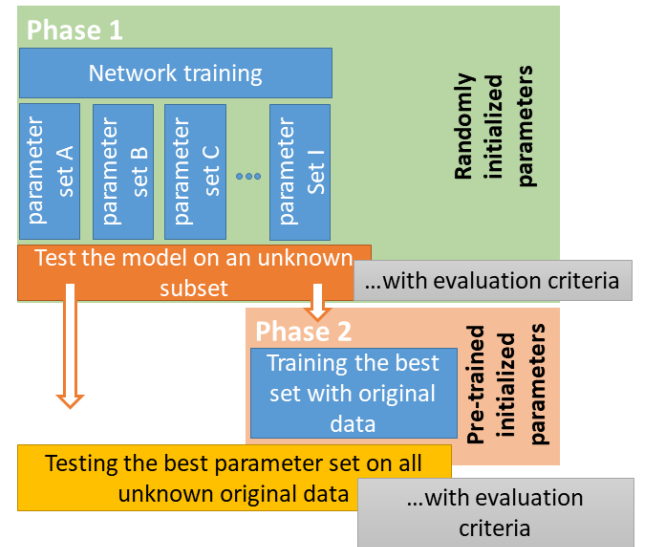 Phase 1
Network training
parameter
set A
parameter
set B
parameter
set C
parameter
Set I
Randomly
initialized
parameters
Test the model on an unknown
subset
...with evaluation criteria
Phase 2
Training the best
set with original
data
Pre-trained
initialized
parameters
Testing the best parameter set on all
unknown original data
...with evaluation
criteria